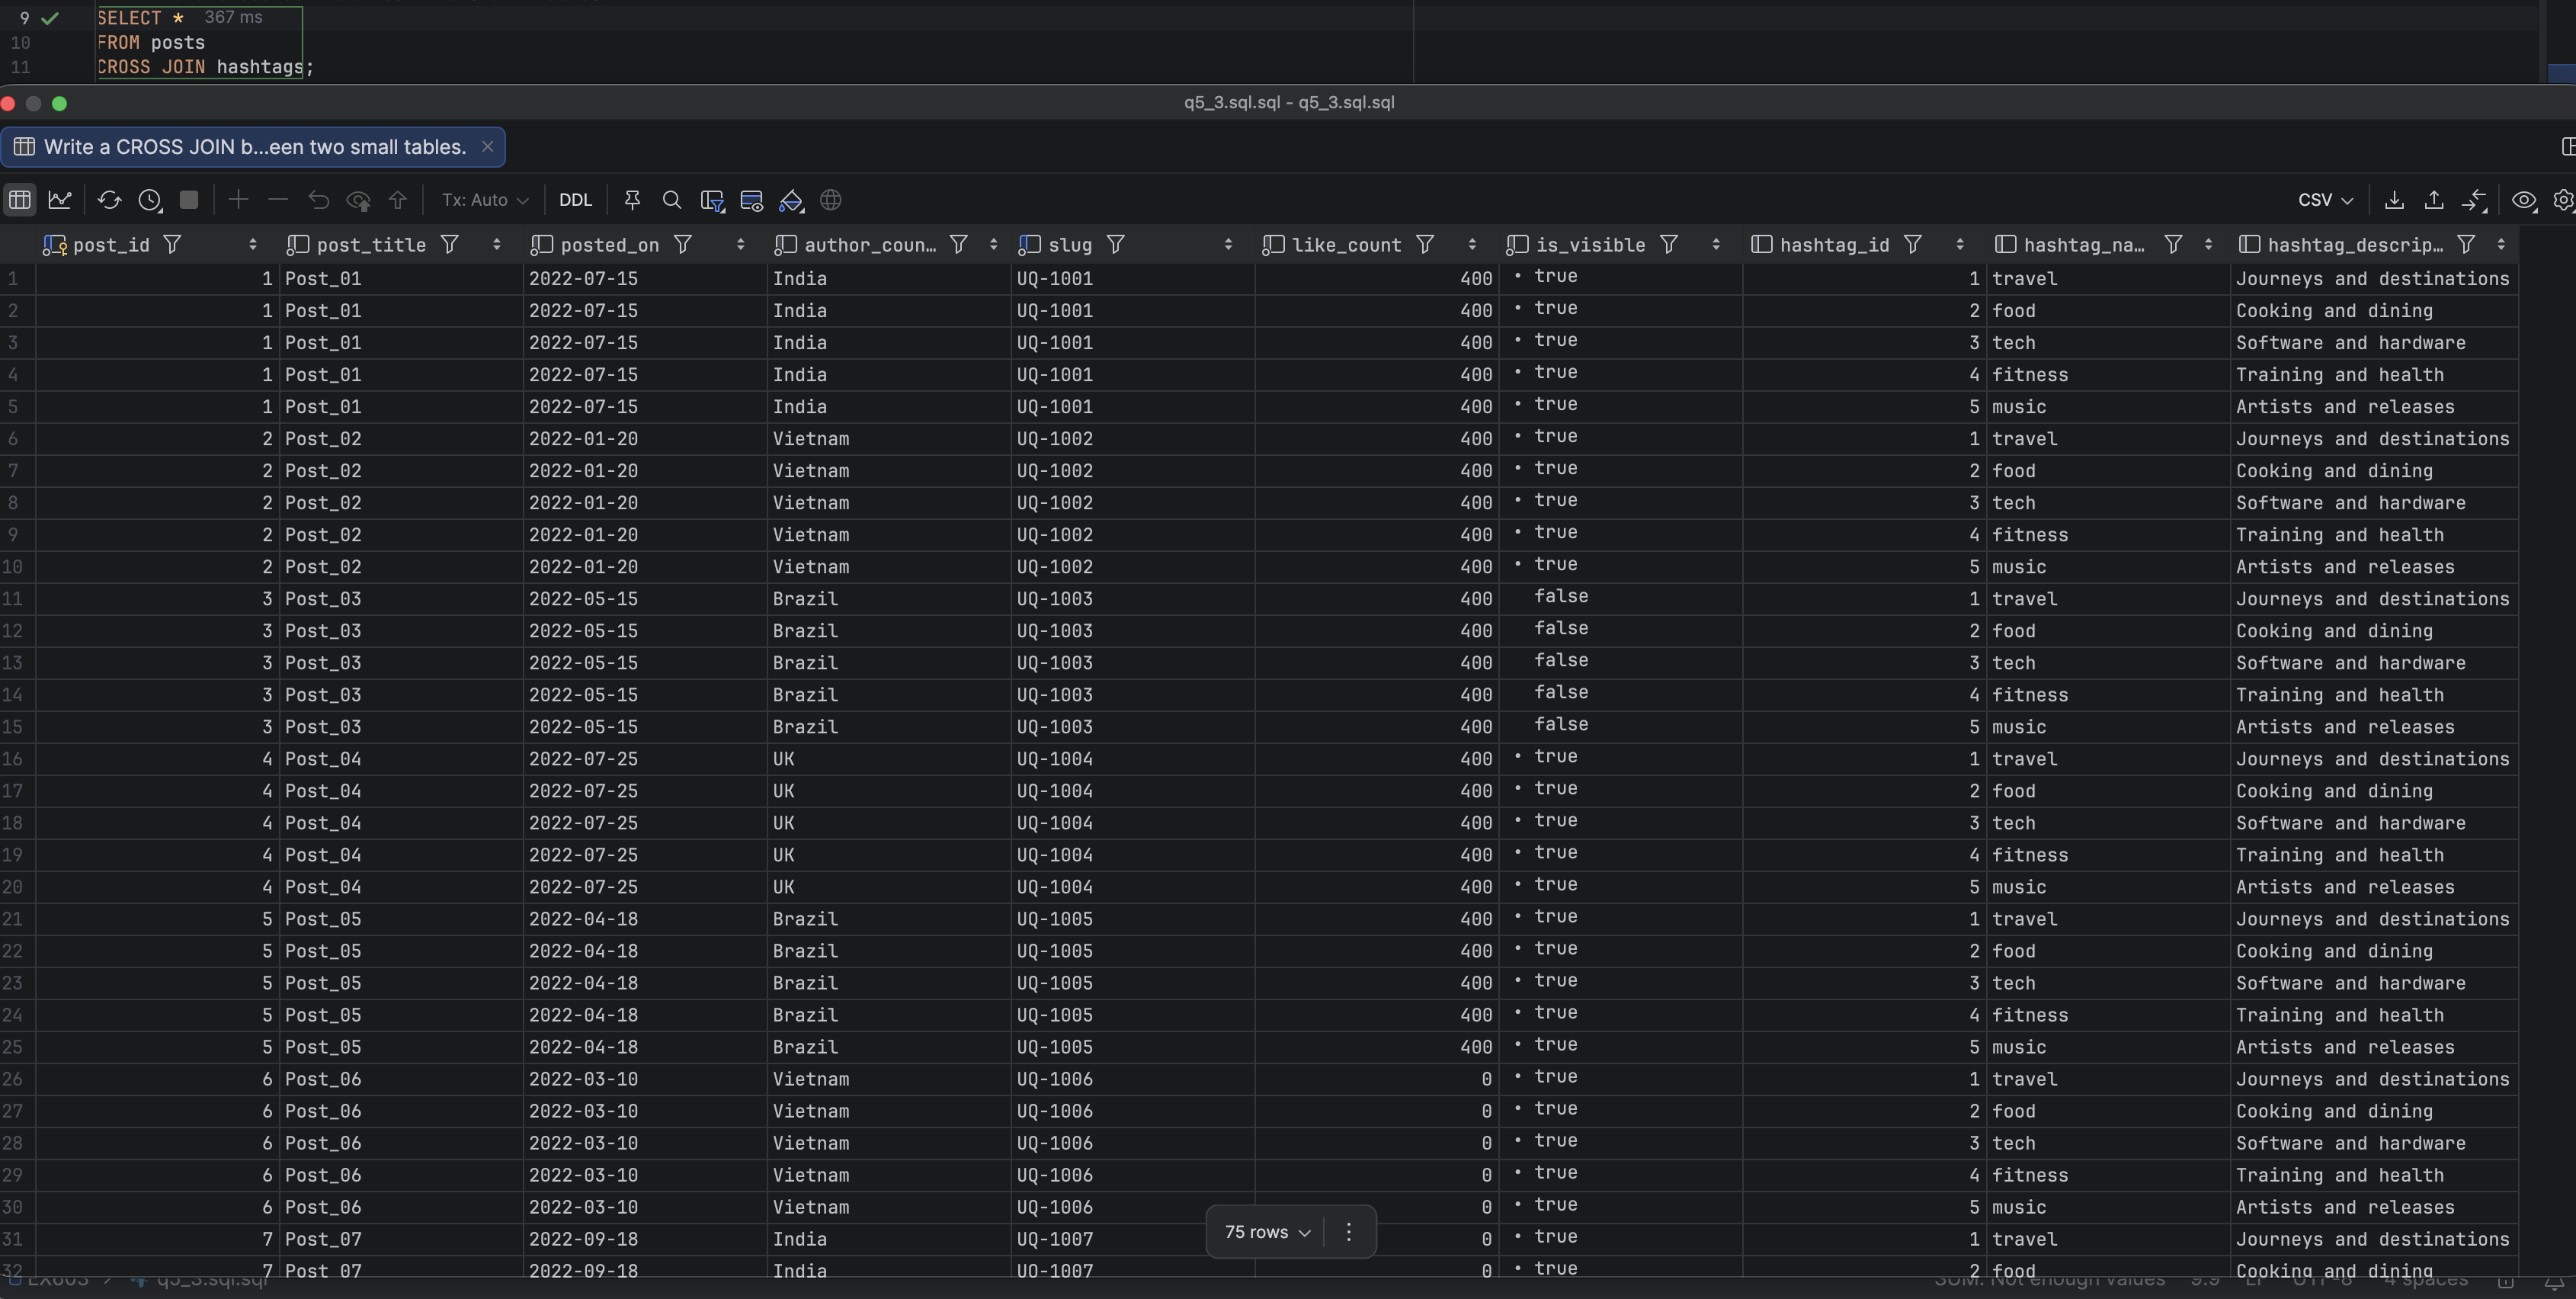 9 SELECT * 367 ms
10 FROM posts
11 CROSS JOIN hashtags;
q5_3.sql.sql - q5_3.sql.sql
Write a CROSS JOIN b...een two small tables.
Tx: Auto DDL CSV
post_id post_title posted_on author_coun... slug like_count is_visible hashtag_id hashtag_na... hashtag_descrip...
1 1 Post_01 2022-07-15 India UQ-1001 400 true 1 travel Journeys and destinations
2 1 Post_01 2022-07-15 India UQ-1001 400 true 2 food Cooking and dining
3 1 Post_01 2022-07-15 India UQ-1001 400 true 3 tech Software and hardware
4 1 Post_01 2022-07-15 India UQ-1001 400 true 4 fitness Training and health
5 1 Post_01 2022-07-15 India UQ-1001 400 true 5 music Artists and releases
6 2 Post_02 2022-01-20 Vietnam UQ-1002 400 true 1 travel Journeys and destinations
7 2 Post_02 2022-01-20 Vietnam UQ-1002 400 true 2 food Cooking and dining
8 2 Post_02 2022-01-20 Vietnam UQ-1002 400 true 3 tech Software and hardware
9 2 Post_02 2022-01-20 Vietnam UQ-1002 400 true 4 fitness Training and health
10 2 Post_02 2022-01-20 Vietnam UQ-1002 400 true 5 music Artists and releases
11 3 Post_03 2022-05-15 Brazil UQ-1003 400 false 1 travel Journeys and destinations
12 3 Post_03 2022-05-15 Brazil UQ-1003 400 false 2 food Cooking and dining
13 3 Post_03 2022-05-15 Brazil UQ-1003 400 false 3 tech Software and hardware
14 3 Post_03 2022-05-15 Brazil UQ-1003 400 false 4 fitness Training and health
15 3 Post_03 2022-05-15 Brazil UQ-1003 400 false 5 music Artists and releases
16 4 Post_04 2022-07-25 UK UQ-1004 400 true 1 travel Journeys and destinations
17 4 Post_04 2022-07-25 UK UQ-1004 400 true 2 food Cooking and dining
18 4 Post_04 2022-07-25 UK UQ-1004 400 true 3 tech Software and hardware
19 4 Post_04 2022-07-25 UK UQ-1004 400 true 4 fitness Training and health
20 4 Post_04 2022-07-25 UK UQ-1004 400 true 5 music Artists and releases
21 5 Post_05 2022-04-18 Brazil UQ-1005 400 true 1 travel Journeys and destinations
22 5 Post_05 2022-04-18 Brazil UQ-1005 400 true 2 food Cooking and dining
23 5 Post_05 2022-04-18 Brazil UQ-1005 400 true 3 tech Software and hardware
24 5 Post_05 2022-04-18 Brazil UQ-1005 400 true 4 fitness Training and health
25 5 Post_05 2022-04-18 Brazil UQ-1005 400 true 5 music Artists and releases
26 6 Post_06 2022-03-10 Vietnam UQ-1006 0 true 1 travel Journeys and destinations
27 6 Post_06 2022-03-10 Vietnam UQ-1006 0 true 2 food Cooking and dining
28 6 Post_06 2022-03-10 Vietnam UQ-1006 0 true 3 tech Software and hardware
29 6 Post_06 2022-03-10 Vietnam UQ-1006 0 true 4 fitness Training and health
30 6 Post_06 2022-03-10 Vietnam UQ-1006 0 true 5 music Artists and releases
31 7 Post_07 2022-09-18 India UQ-1007 0 true 1 travel Journeys and destinations
32 7 Post_07 2022-09-18 India UQ-1007 0 true 2 food Cooking and dining
75 rows
EX603 q5_3.sql.sql SUM: Not enough values 9:9 LF UTF-8 4 spaces